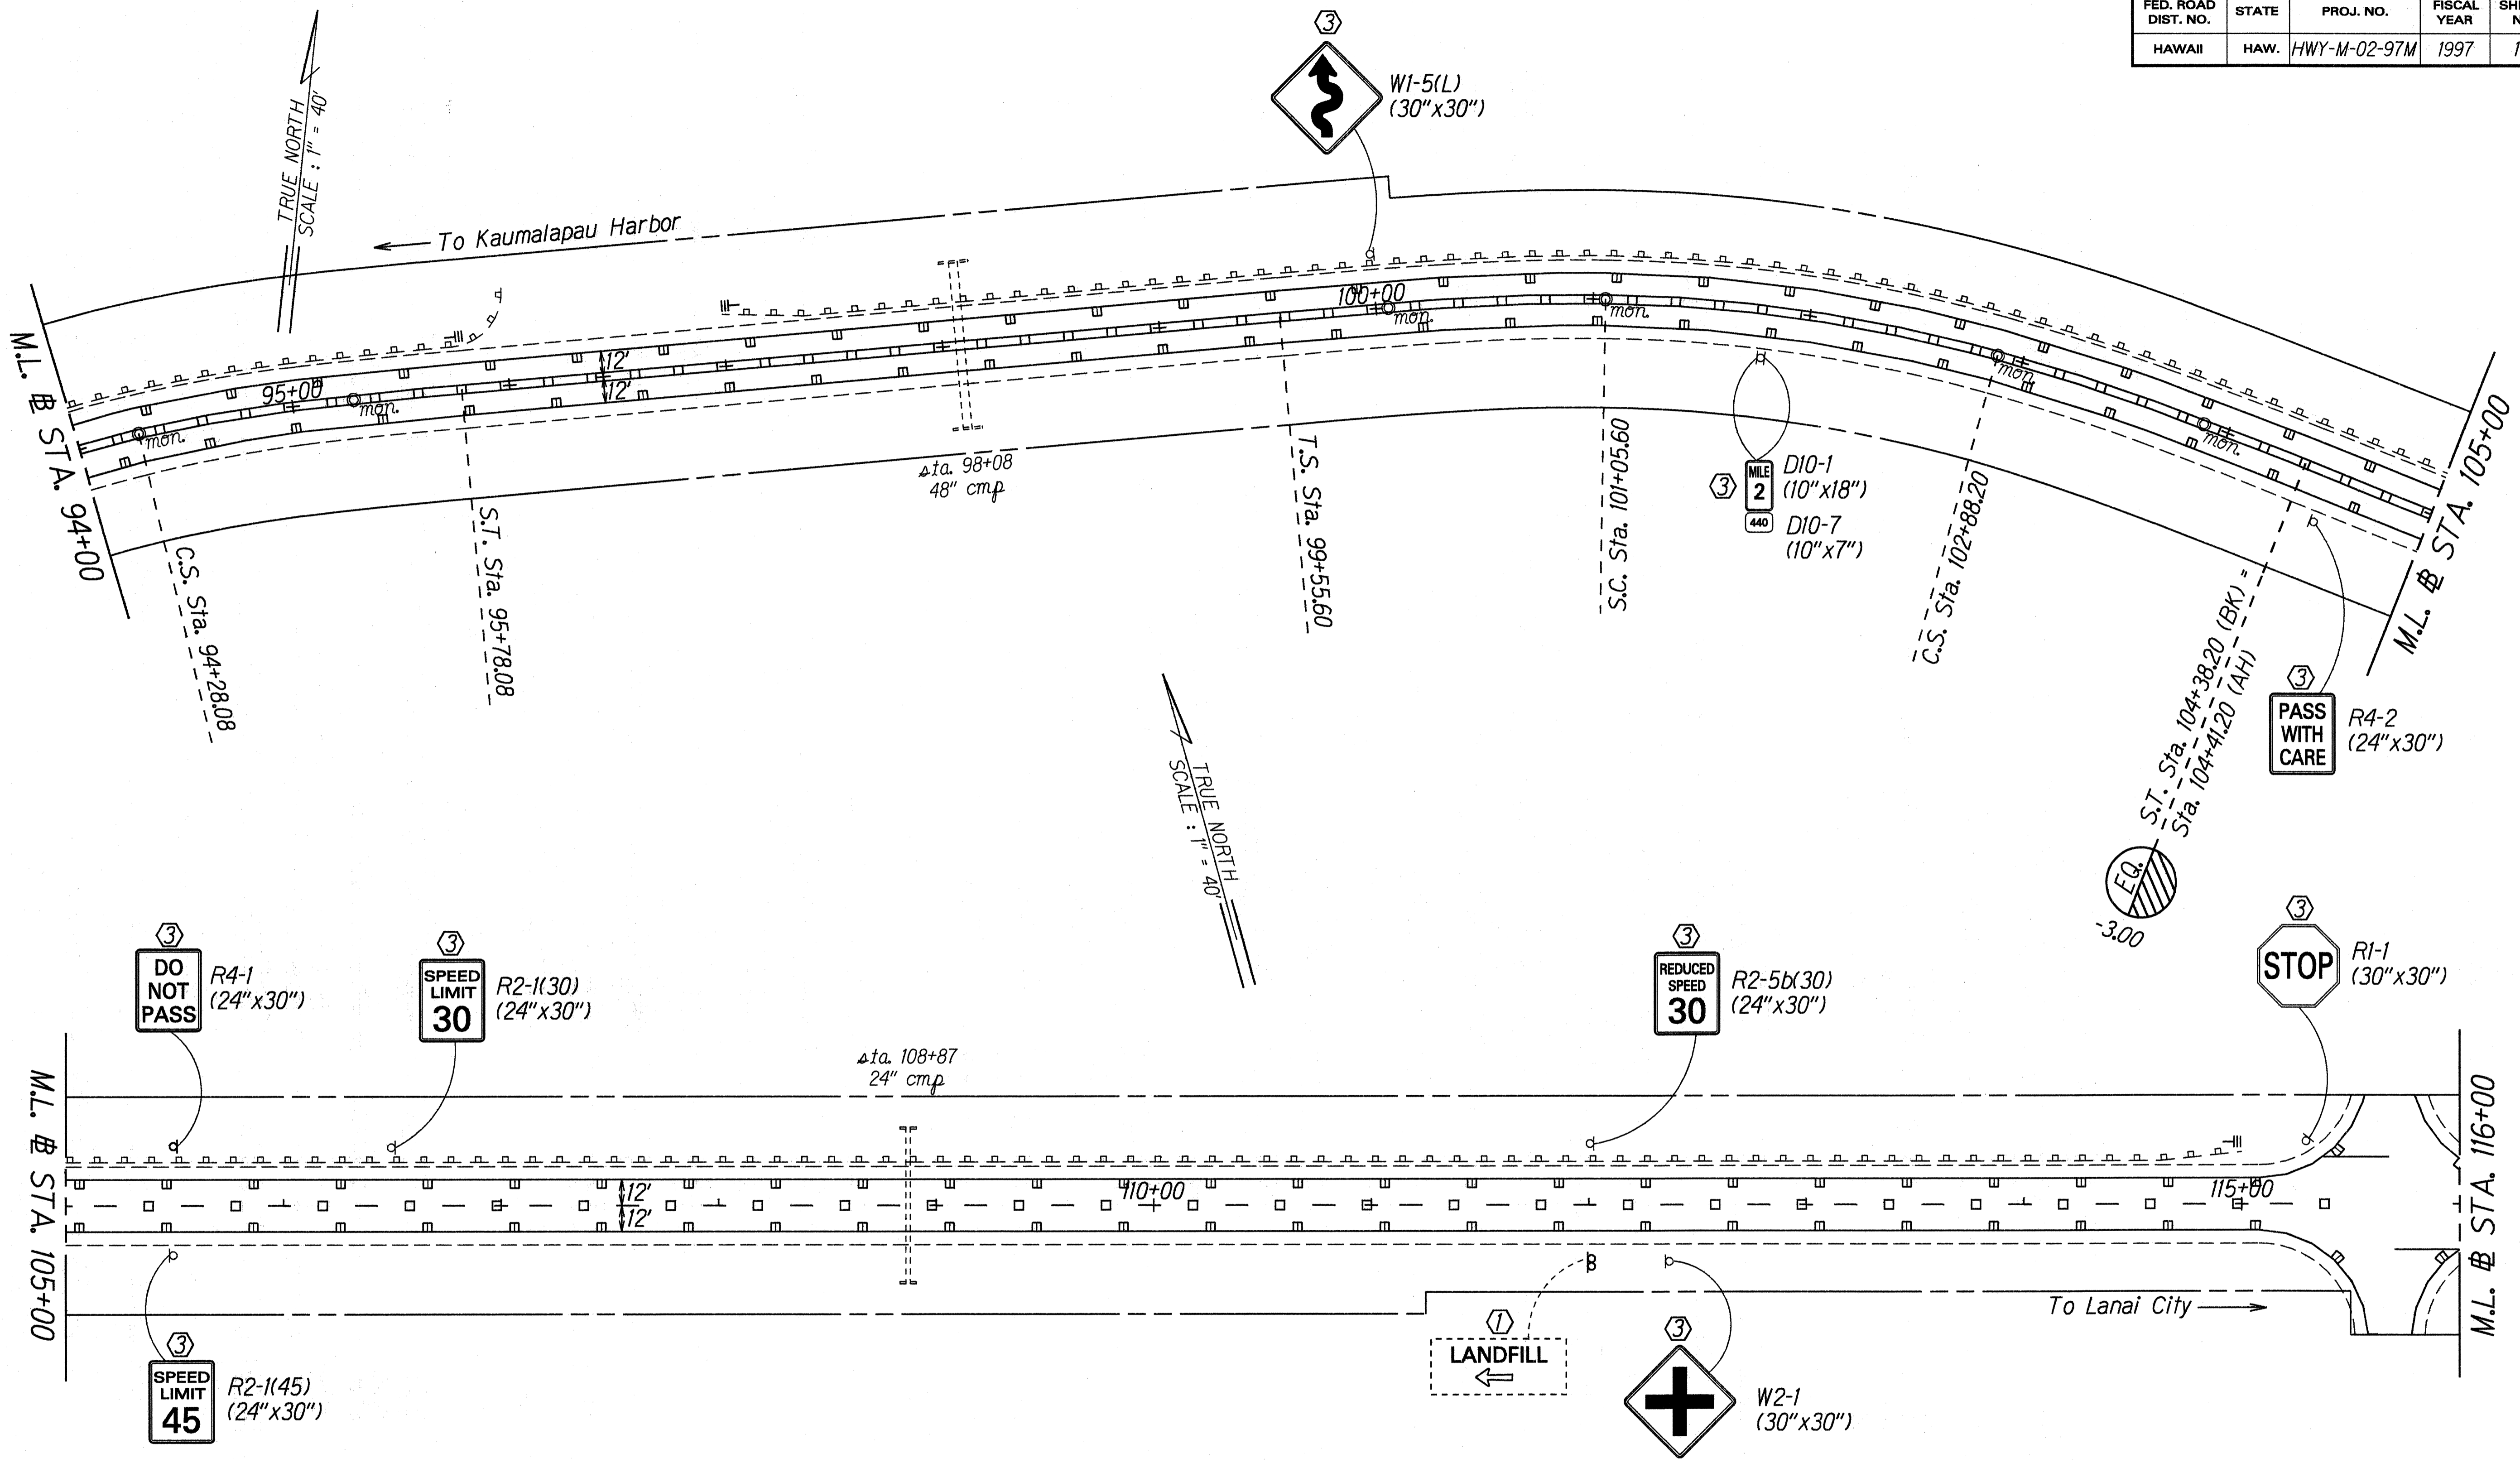 FED. ROAD DIST. NO. STATE PROJ. NO. FISCAL YEAR
HAWAII HAW. HWY-M-02-97M 1997
3
W1-5(L)
(30"x30")
TRUE NORTH
SCALE : 1" = 40'
To Kaumalapau Harbor
M.L. B STA. 94+00
95+00
mon.
mon.
12'
12'
100+00
mon.
mon.
mon.
mon.
M.L. B STA. 105+00
C.S. Sta. 94+28.08
S.T. Sta. 95+78.08
sta. 98+08
48" cmp
T.S. Sta. 99+55.60
S.C. Sta. 101+05.60
3
MILE
2
440
D10-1
(10"x18")
D10-7
(10"x7")
C.S. Sta. 102+88.20
S.T. Sta. 104+38.20 (BK) =
Sta. 104+41.20 (AH)
EQ.
-3.00
3
PASS
WITH
CARE
R4-2
(24"x30")
TRUE NORTH
SCALE : 1" = 40'
3
DO
NOT
PASS
R4-1
(24"x30")
3
SPEED
LIMIT
30
R2-1(30)
(24"x30")
3
REDUCED
SPEED
30
R2-5b(30)
(24"x30")
3
STOP
R1-1
(30"x30")
sta. 108+87
24" cmp
M.L. B STA. 105+00
12'
12'
110+00
115+00
M.L. B STA. 116+00
To Lanai City
3
SPEED
LIMIT
45
R2-1(45)
(24"x30")
1
LANDFILL
3
W2-1
(30"x30")